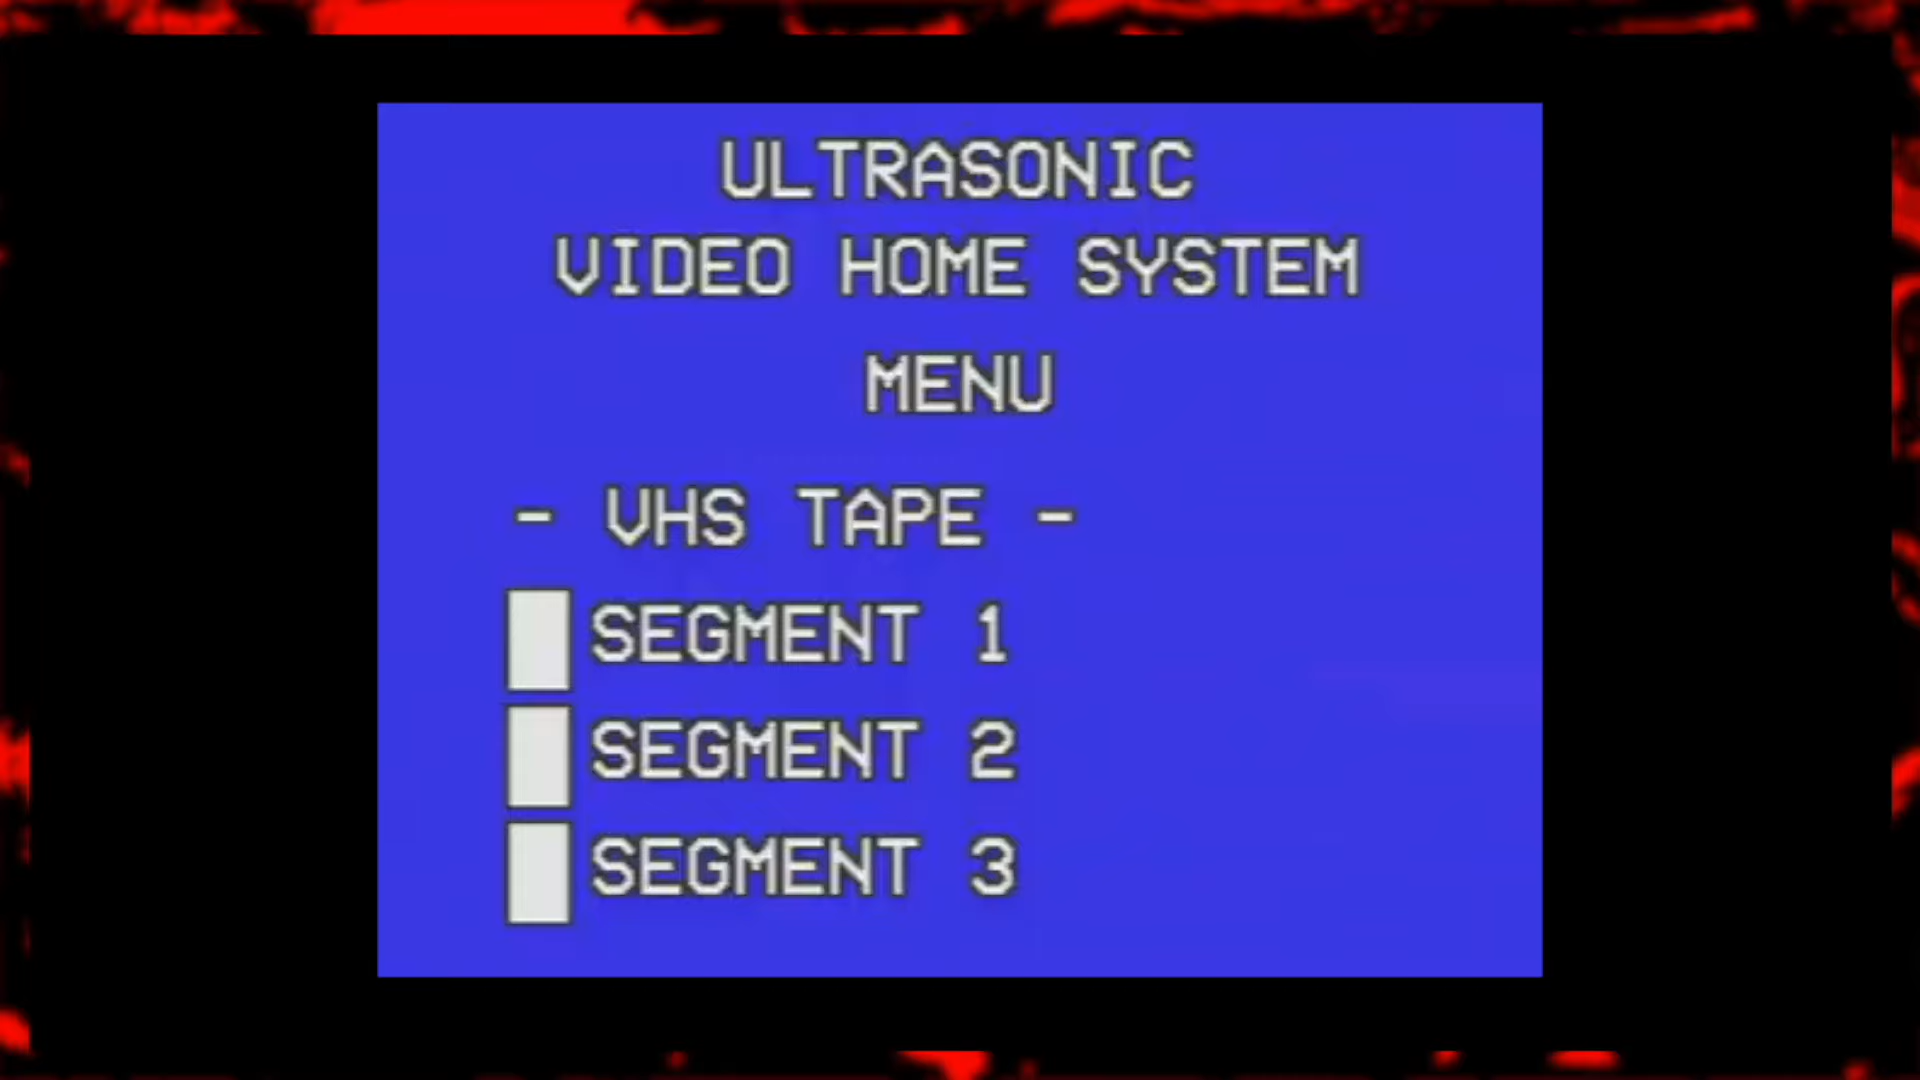 ULTRASONIC
VIDEO HOME SYSTEM
MENU
- VHS TAPE -
SEGMENT 1
SEGMENT 2
SEGMENT 3